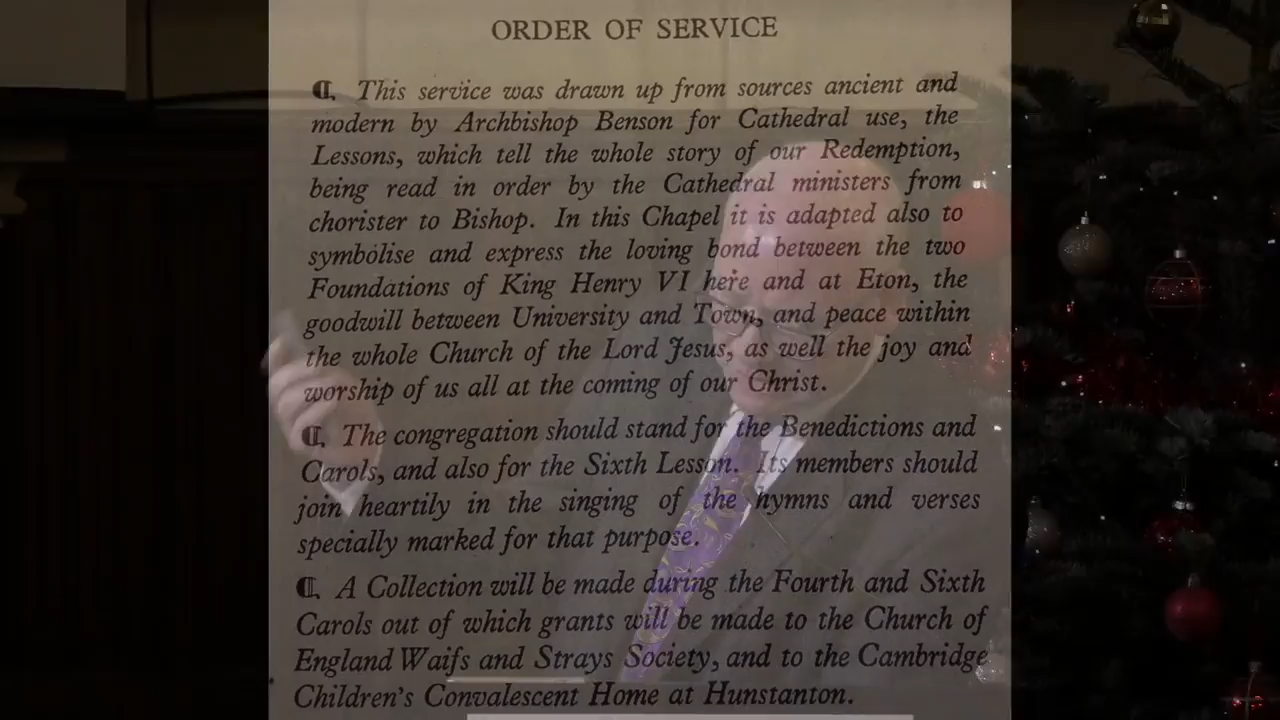 ORDER OF SERVICE
⁋ This service was drawn up from sources ancient and
modern by Archbishop Benson for Cathedral use, the
Lessons, which tell the whole story of our Redemption,
being read in order by the Cathedral ministers from
chorister to Bishop. In this Chapel it is adapted also to
symbolise and express the loving bond between the two
Foundations of King Henry VI here and at Eton, the
goodwill between University and Town, and peace within
the whole Church of the Lord Jesus, as well the joy and
worship of us all at the coming of our Christ.
⁋ The congregation should stand for the Benedictions and
Carols, and also for the Sixth Lesson. Its members should
join heartily in the singing of the hymns and verses
specially marked for that purpose.
⁋ A Collection will be made during the Fourth and Sixth
Carols out of which grants will be made to the Church of
England Waifs and Strays Society, and to the Cambridge
Children's Convalescent Home at Hunstanton.